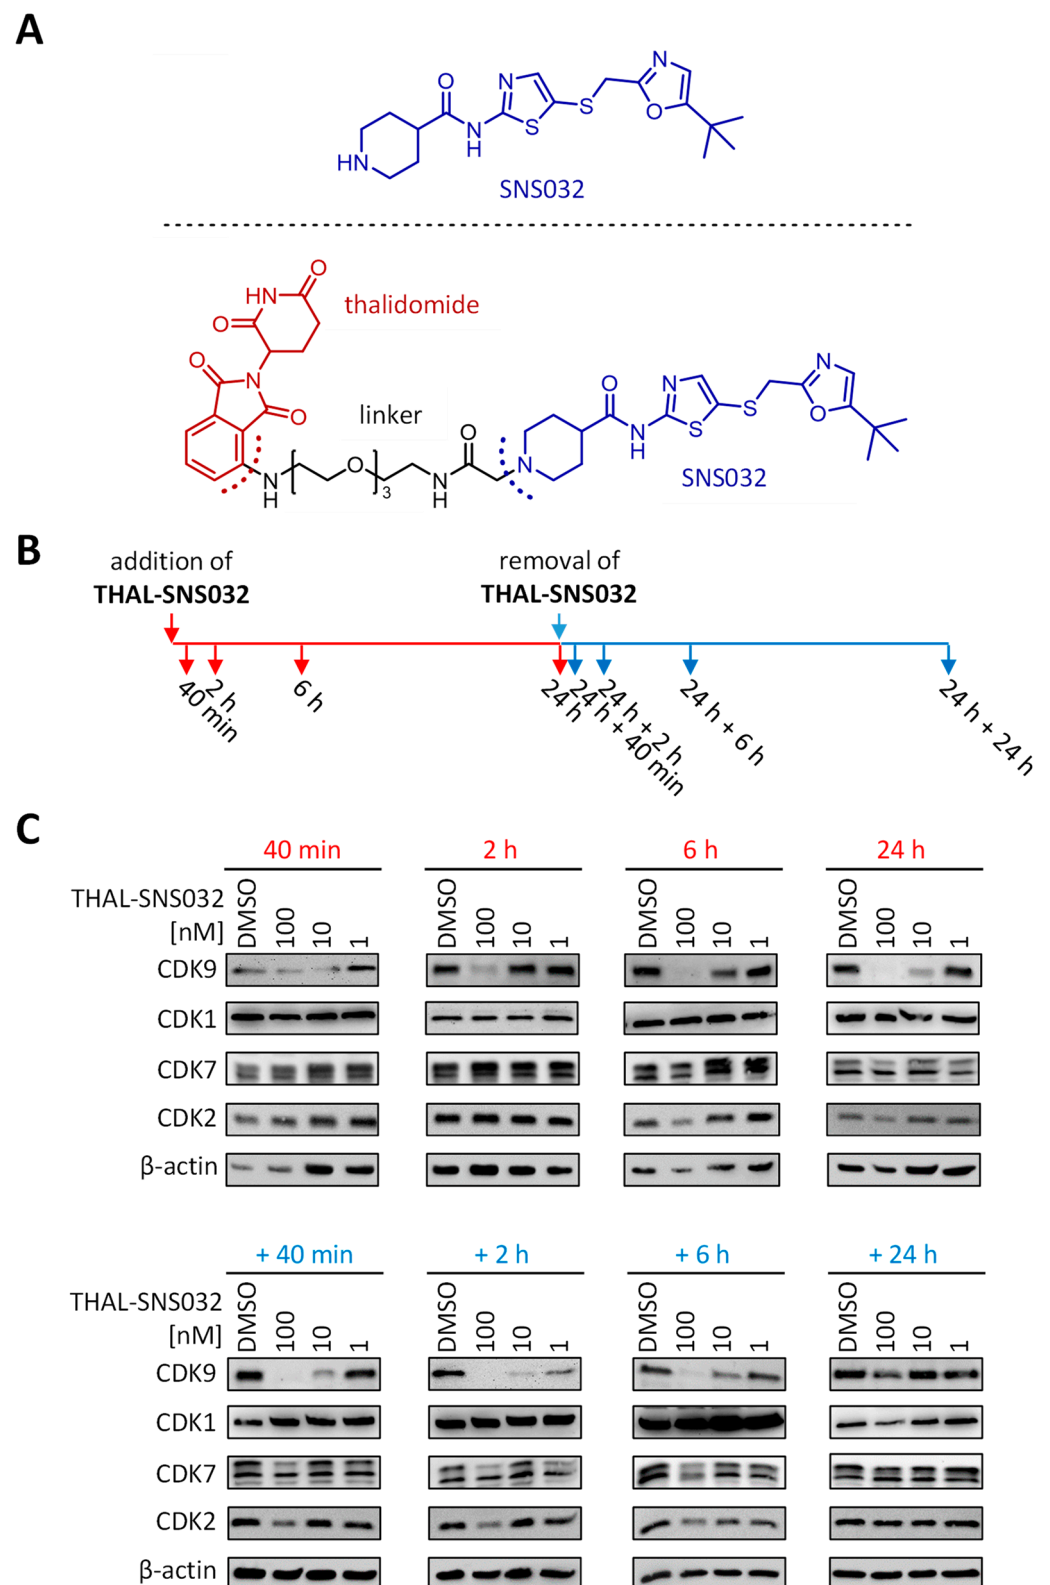 A
O
N
N
S
O
N
H
S
HN
SNS032
O
HN
thalidomide
O
O
N
O
linker
O
N
H
O
3
N
H
N
O
N
H
N
S
S
N
O
SNS032
B
addition of
THAL-SNS032
removal of
THAL-SNS032
40 min
2 h
6 h
24 h
24 h + 40 min
24 h + 2 h
24 h + 6 h
24 h + 24 h
C
40 min 2 h 6 h 24 h
THAL-SNS032
[nM]
DMSO 100 10 1 DMSO 100 10 1 DMSO 100 10 1 DMSO 100 10 1
CDK9
CDK1
CDK7
CDK2
β-actin
+ 40 min + 2 h + 6 h + 24 h
THAL-SNS032
[nM]
DMSO 100 10 1 DMSO 100 10 1 DMSO 100 10 1 DMSO 100 10 1
CDK9
CDK1
CDK7
CDK2
β-actin